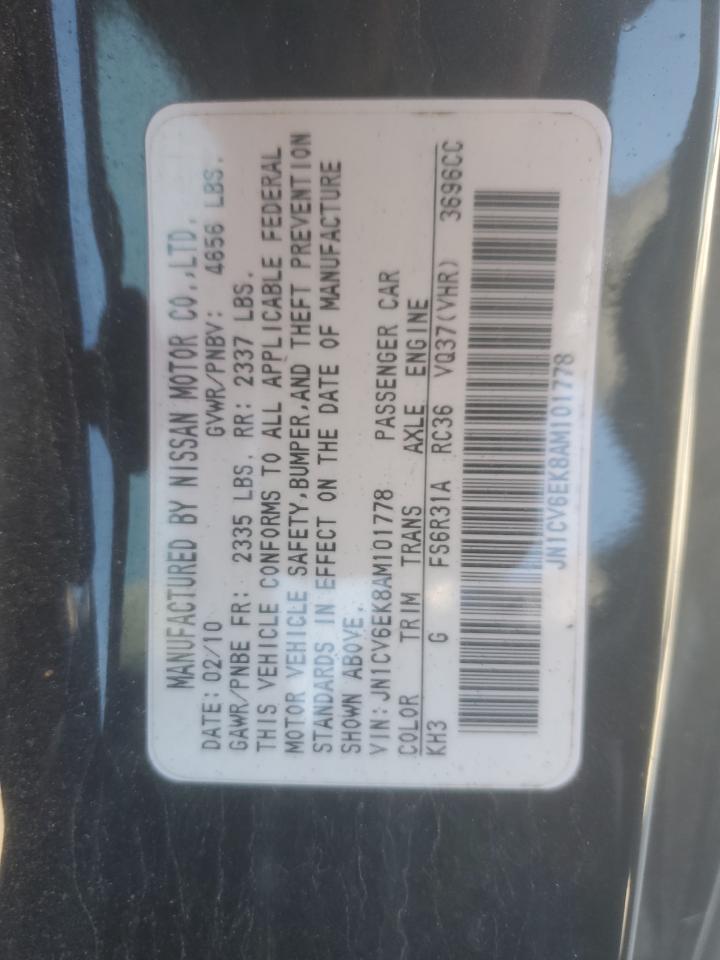 MANUFACTURED BY NISSAN MOTOR CO.,LTD.
DATE: 02/10 GVWR/PNBV: 4656 LBS.
GAWR/PNBE FR: 2335 LBS. RR: 2337 LBS.
THIS VEHICLE CONFORMS TO ALL APPLICABLE FEDERAL
MOTOR VEHICLE SAFETY,BUMPER,AND THEFT PREVENTION
STANDARDS IN EFFECT ON THE DATE OF MANUFACTURE
SHOWN ABOVE.
VIN: JN1CV6EK8AM101778 PASSENGER CAR
COLOR TRIM TRANS AXLE ENGINE
KH3 G FS6R31A RC36 VQ37(VHR) 3696CC
JN1CV6EK8AM101778